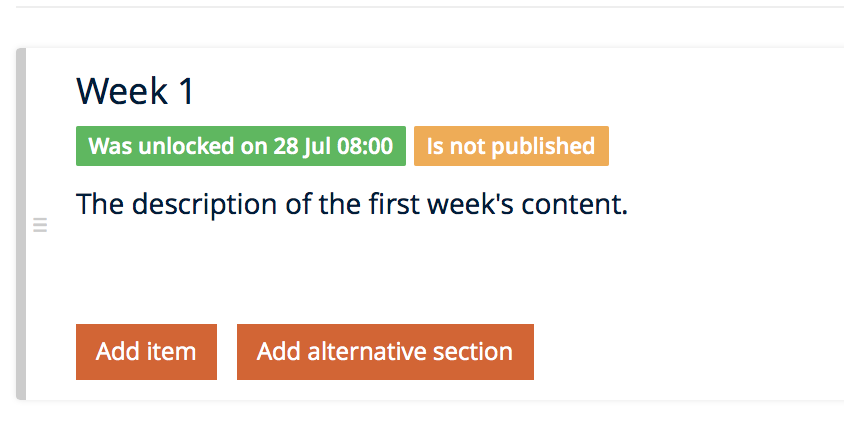 Week 1
Was unlocked on 28 Jul 08:00 Is not published
The description of the first week's content.
Add item Add alternative section